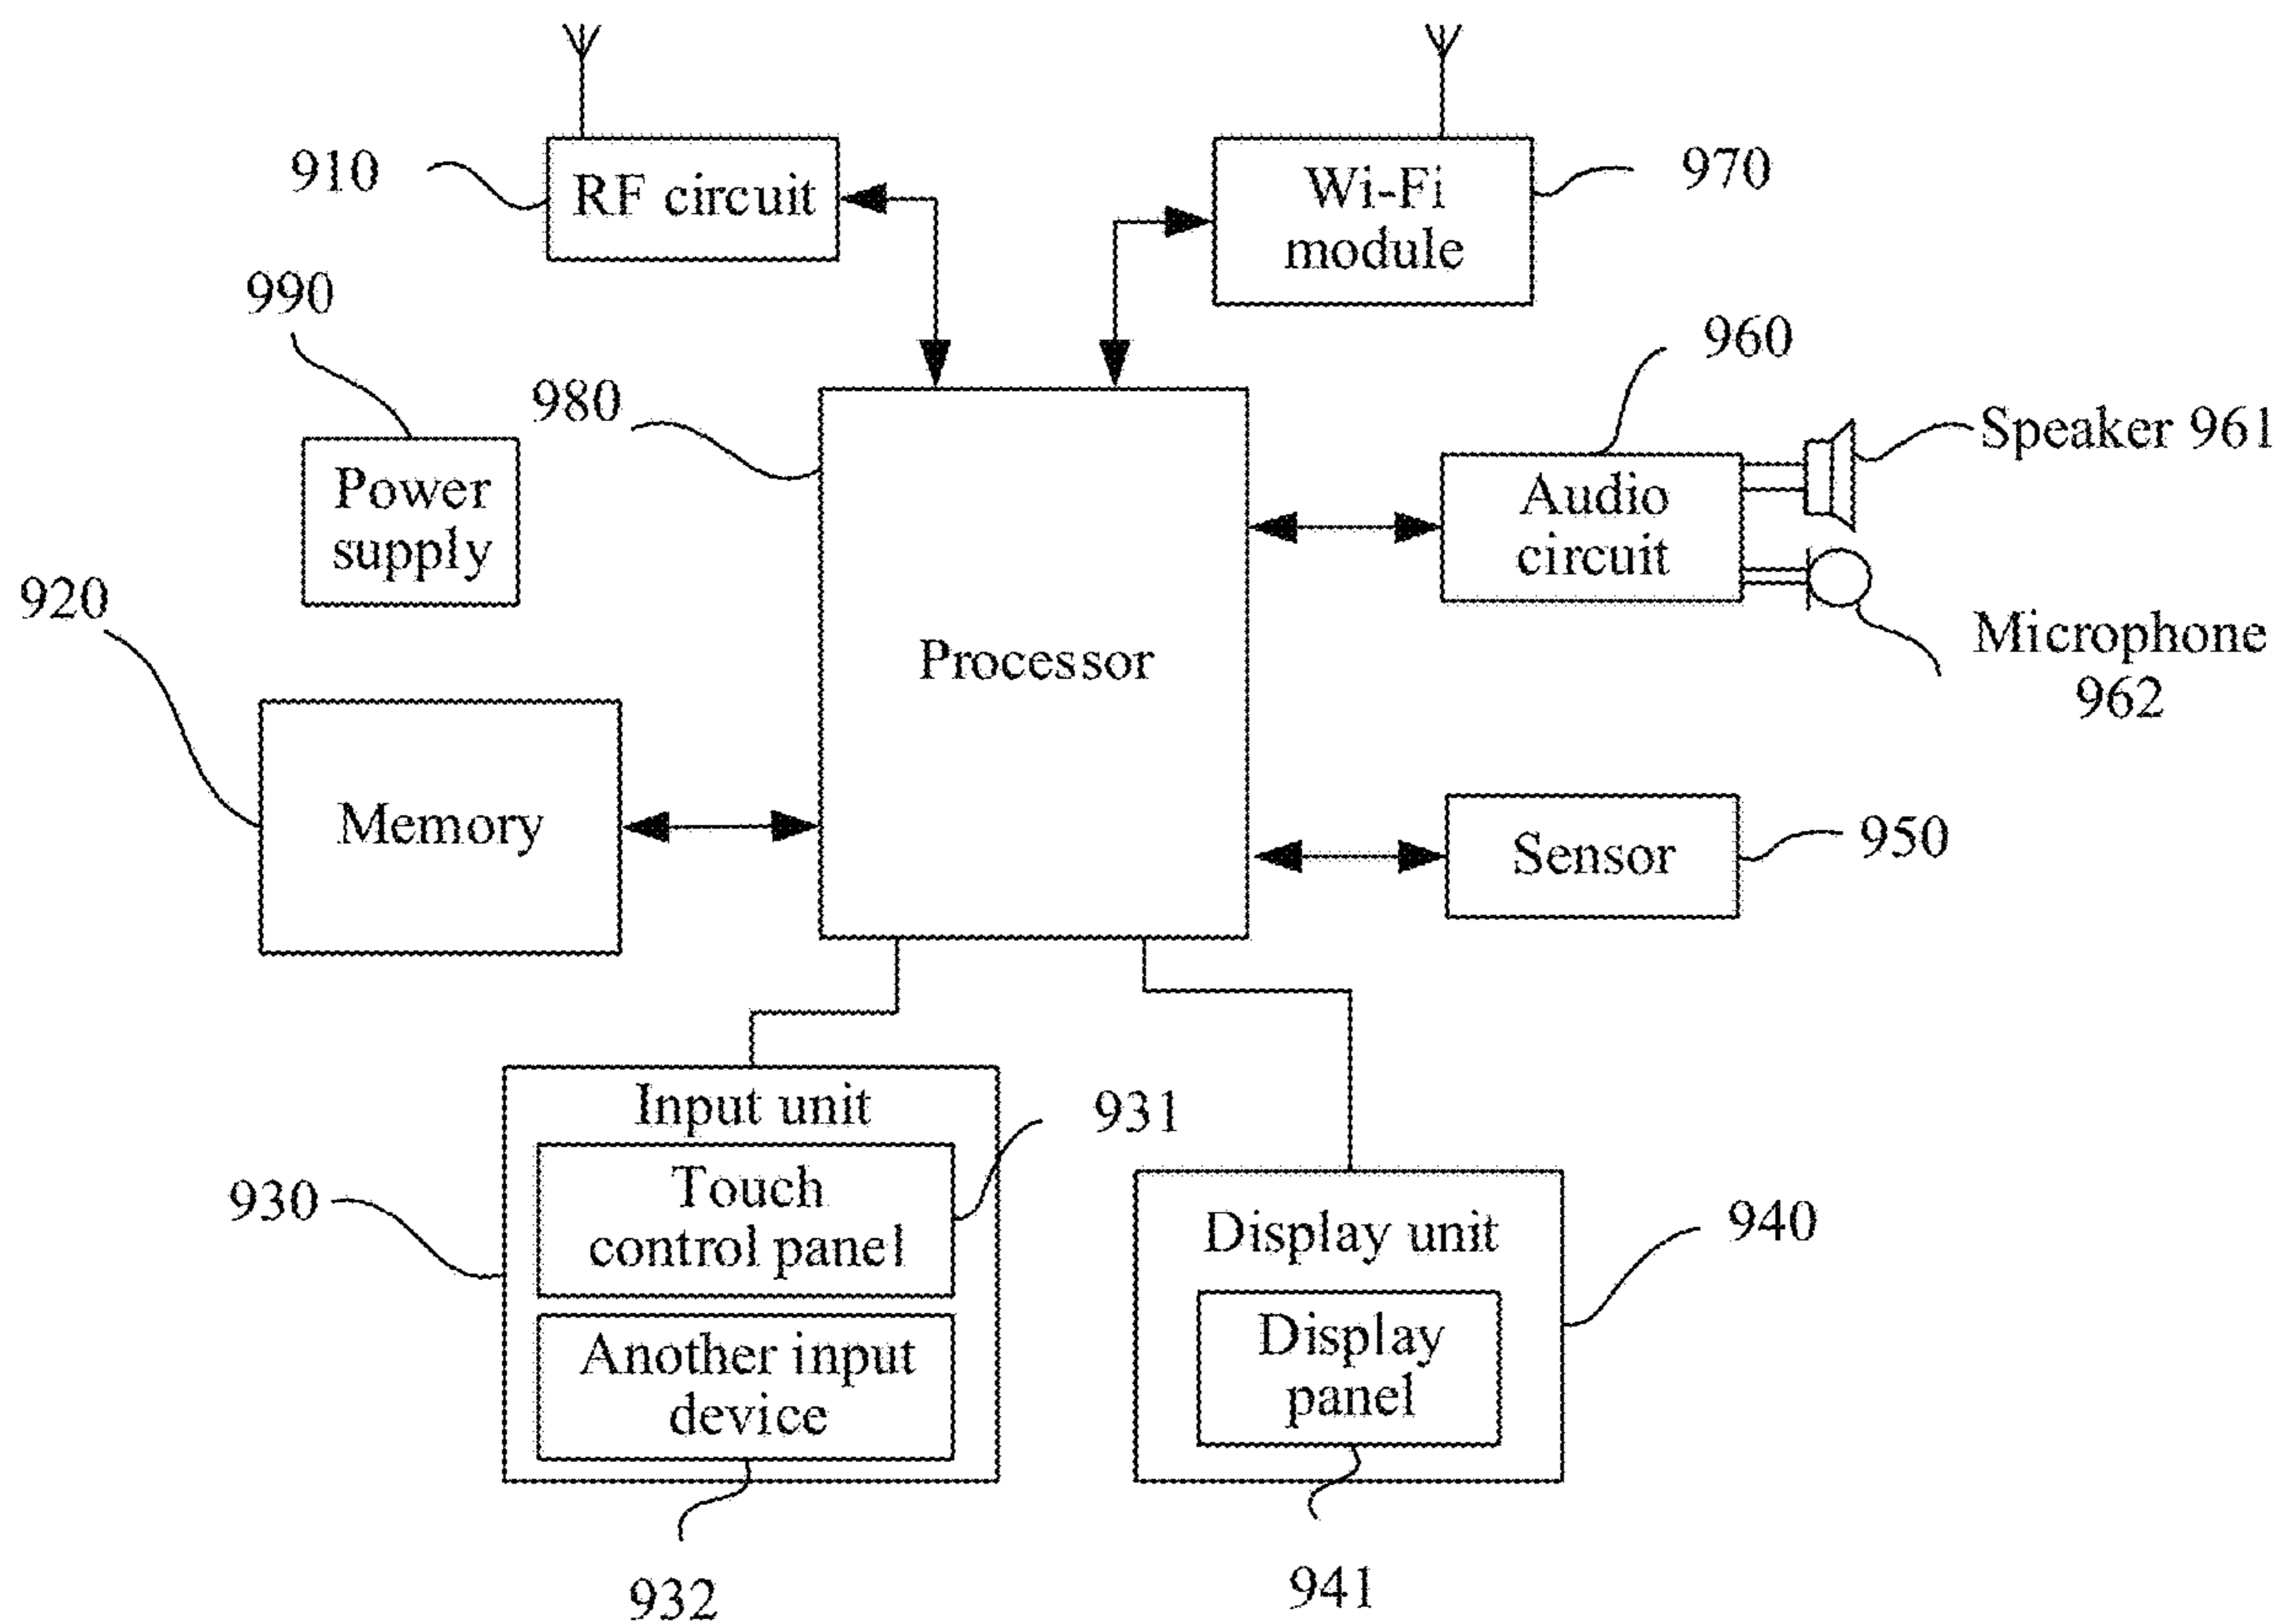 910
RF circuit
Wi-Fi
module
970
990
980
960
Power
supply
Audio
circuit
Speaker 961
Microphone
962
920
Memory
Processor
Sensor
950
Input unit
931
Touch
control panel
930
Another input
device
932
Display unit
940
Display
panel
941